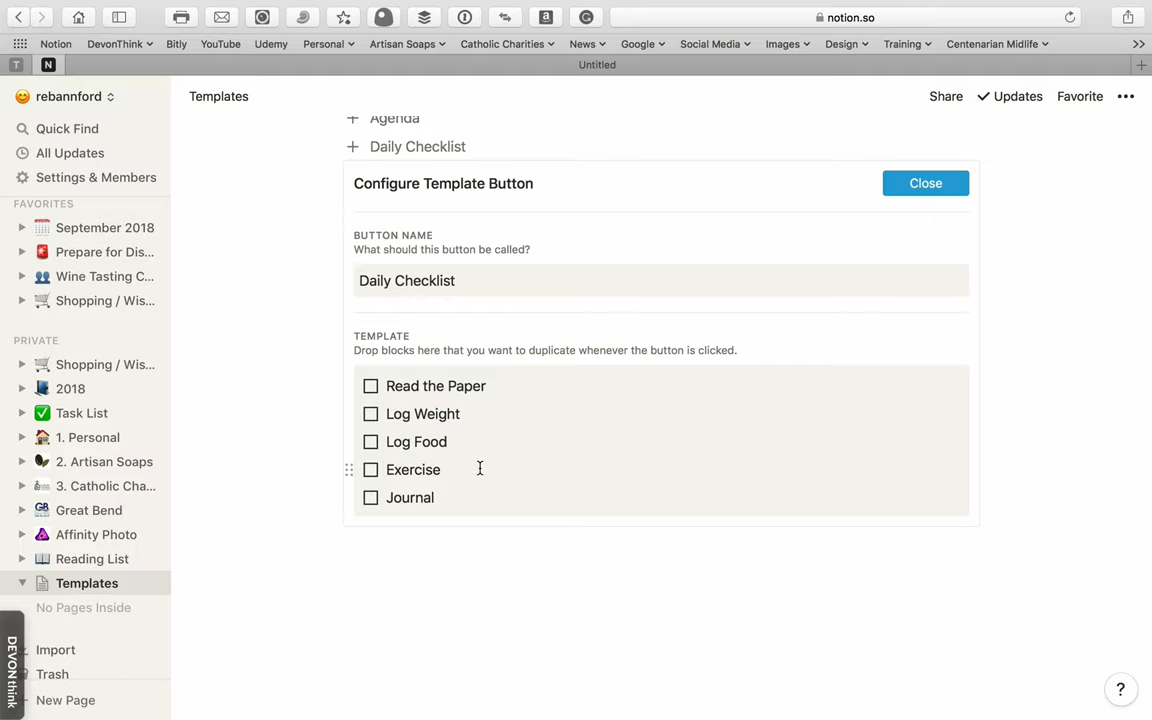 notion.so
Notion DevonThink Bitly YouTube Udemy Personal Artisan Soaps Catholic Charities News Google Social Media Images Design Training Centenarian Midlife >>
T N Untitled
rebannford
Templates
Share Updates Favorite •••
Quick Find
All Updates
Settings & Members
FAVORITES
September 2018
Prepare for Dis...
Wine Tasting C...
Shopping / Wis...
PRIVATE
Shopping / Wis...
2018
Task List
1. Personal
2. Artisan Soaps
3. Catholic Cha...
Great Bend
Affinity Photo
Reading List
Templates
No Pages Inside
Import
Trash
New Page
DEVONthink
+ Agenda
+ Daily Checklist
Configure Template Button
Close
BUTTON NAME
What should this button be called?
Daily Checklist
TEMPLATE
Drop blocks here that you want to duplicate whenever the button is clicked.
Read the Paper
Log Weight
Log Food
Exercise
Journal
?